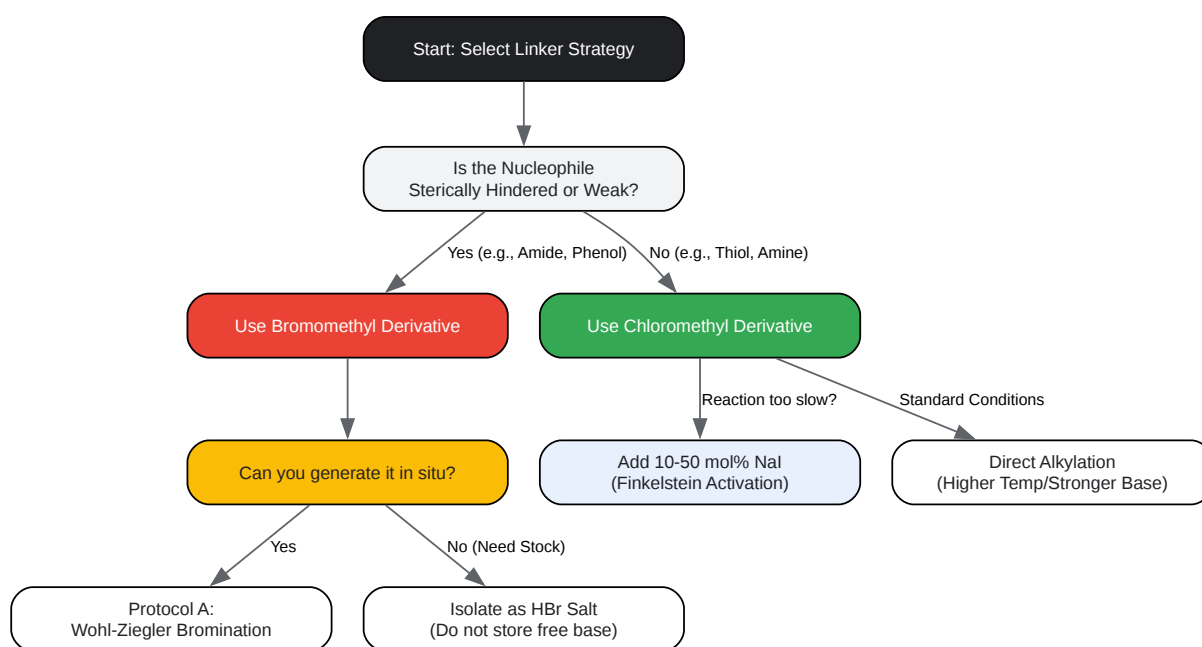 Start: Select Linker Strategy
Is the Nucleophile
Sterically Hindered or Weak?
Yes (e.g., Amide, Phenol)
No (e.g., Thiol, Amine)
Use Bromomethyl Derivative
Use Chloromethyl Derivative
Reaction too slow?
Standard Conditions
Can you generate it in situ?
Add 10-50 mol% NaI
(Finkelstein Activation)
Direct Alkylation
(Higher Temp/Stronger Base)
Yes
No (Need Stock)
Protocol A:
Wohl-Ziegler Bromination
Isolate as HBr Salt
(Do not store free base)